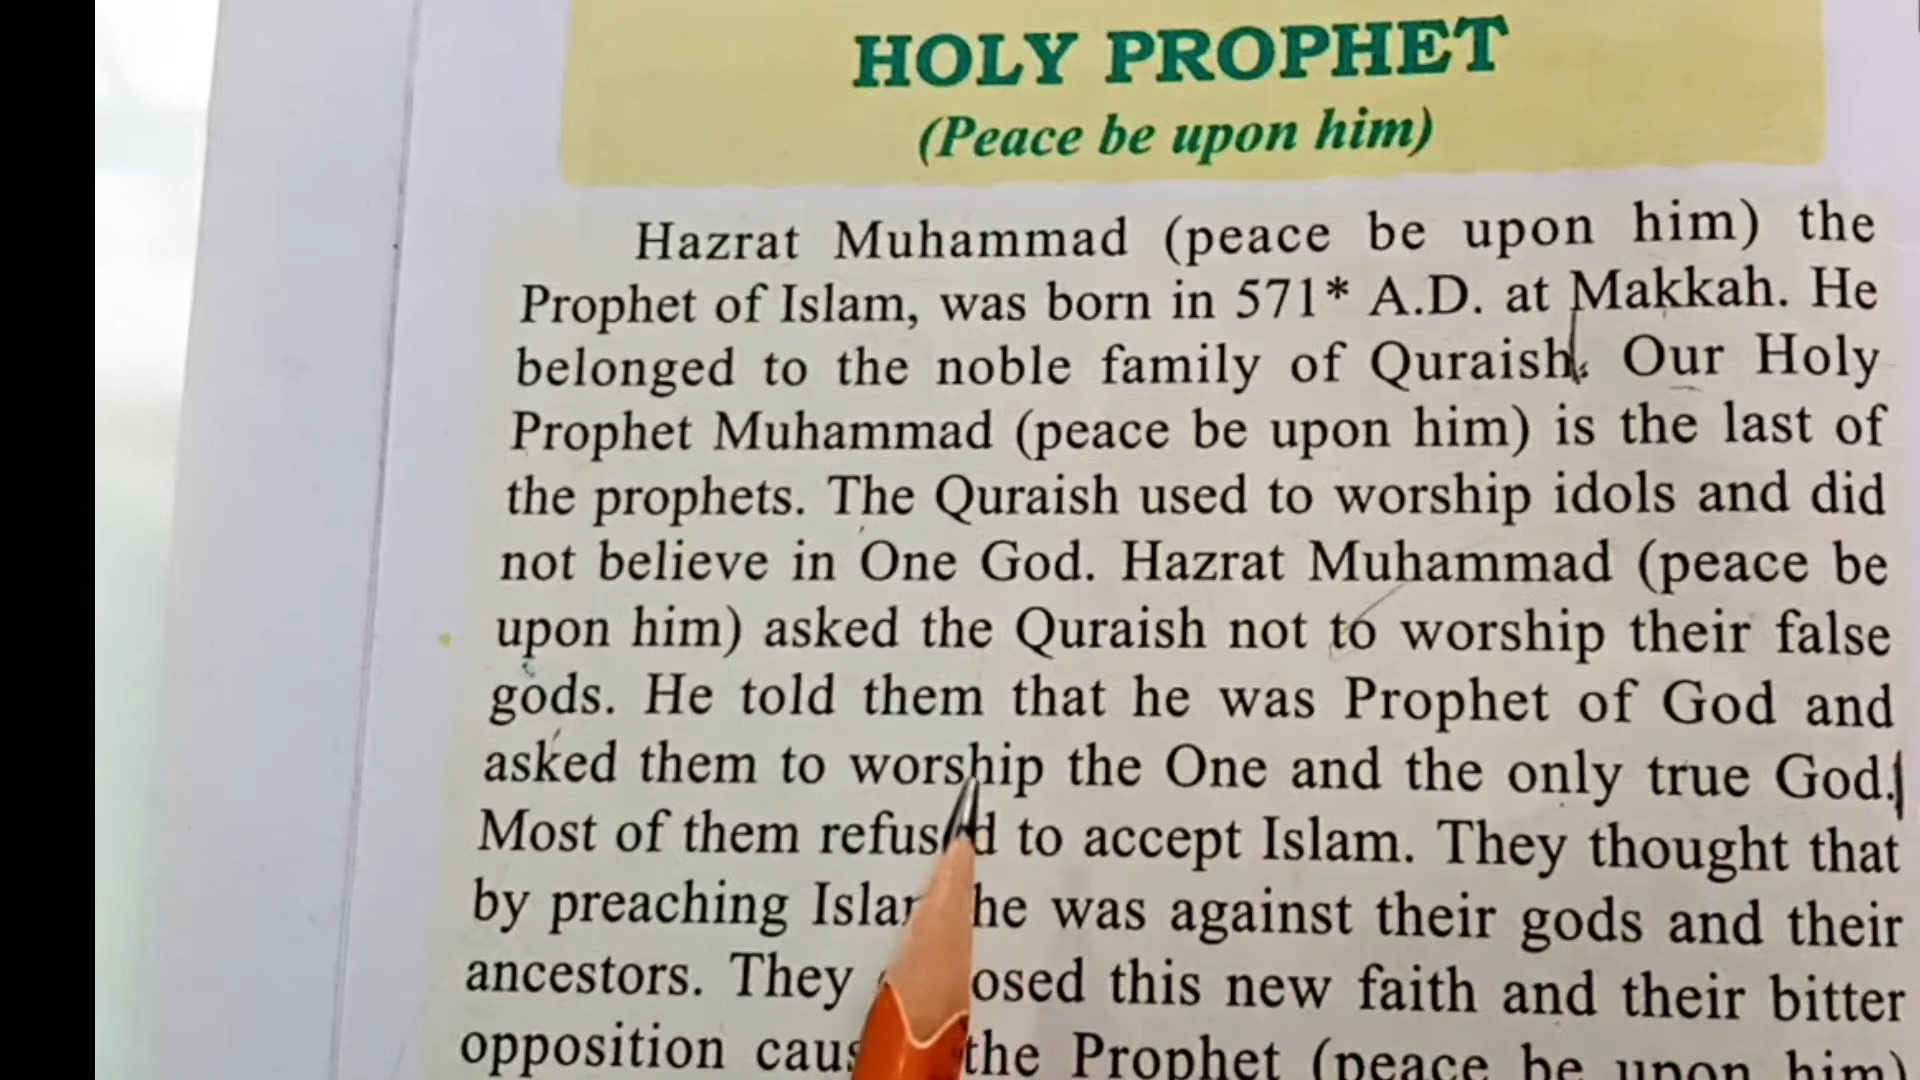 HOLY PROPHET
(Peace be upon him)
Hazrat Muhammad (peace be upon him) the
Prophet of Islam, was born in 571* A.D. at Makkah. He
belonged to the noble family of Quraish. Our Holy
Prophet Muhammad (peace be upon him) is the last of
the prophets. The Quraish used to worship idols and did
not believe in One God. Hazrat Muhammad (peace be
upon him) asked the Quraish not to worship their false
gods. He told them that he was Prophet of God and
asked them to worship the One and the only true God.
Most of them refused to accept Islam. They thought that
by preaching Islam he was against their gods and their
ancestors. They this new faith and their bitter
opposition the Prophet (peace be upon him)